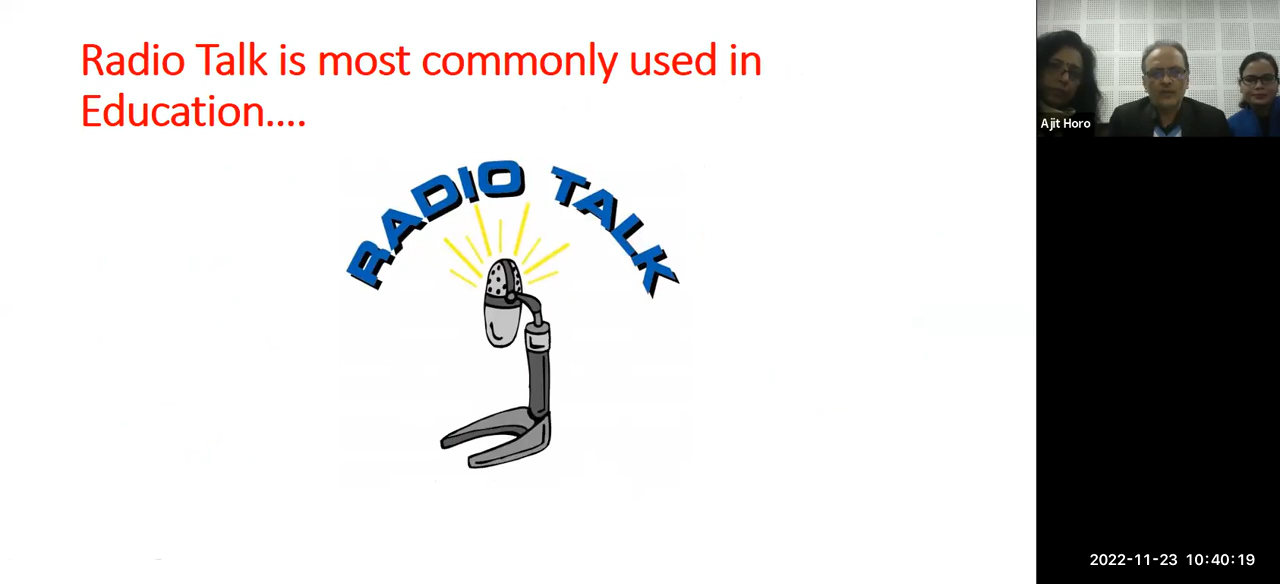 Radio Talk is most commonly used in
Education....
RADIO TALK
Ajit Horo
2022-11-23 10:40:19